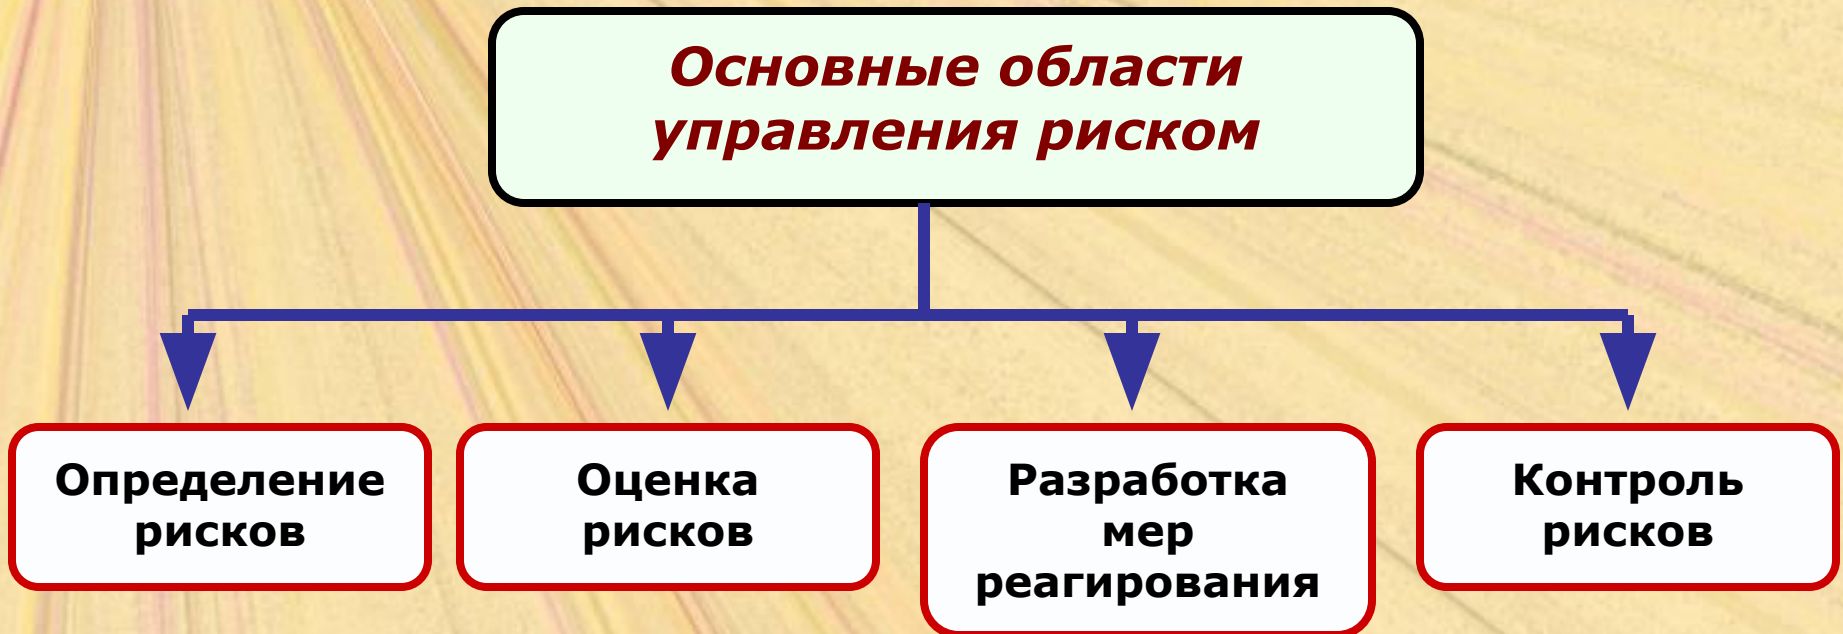 Основные области
управления риском
Определение
рисков
Оценка
рисков
Разработка
мер
реагирования
Контроль
рисков